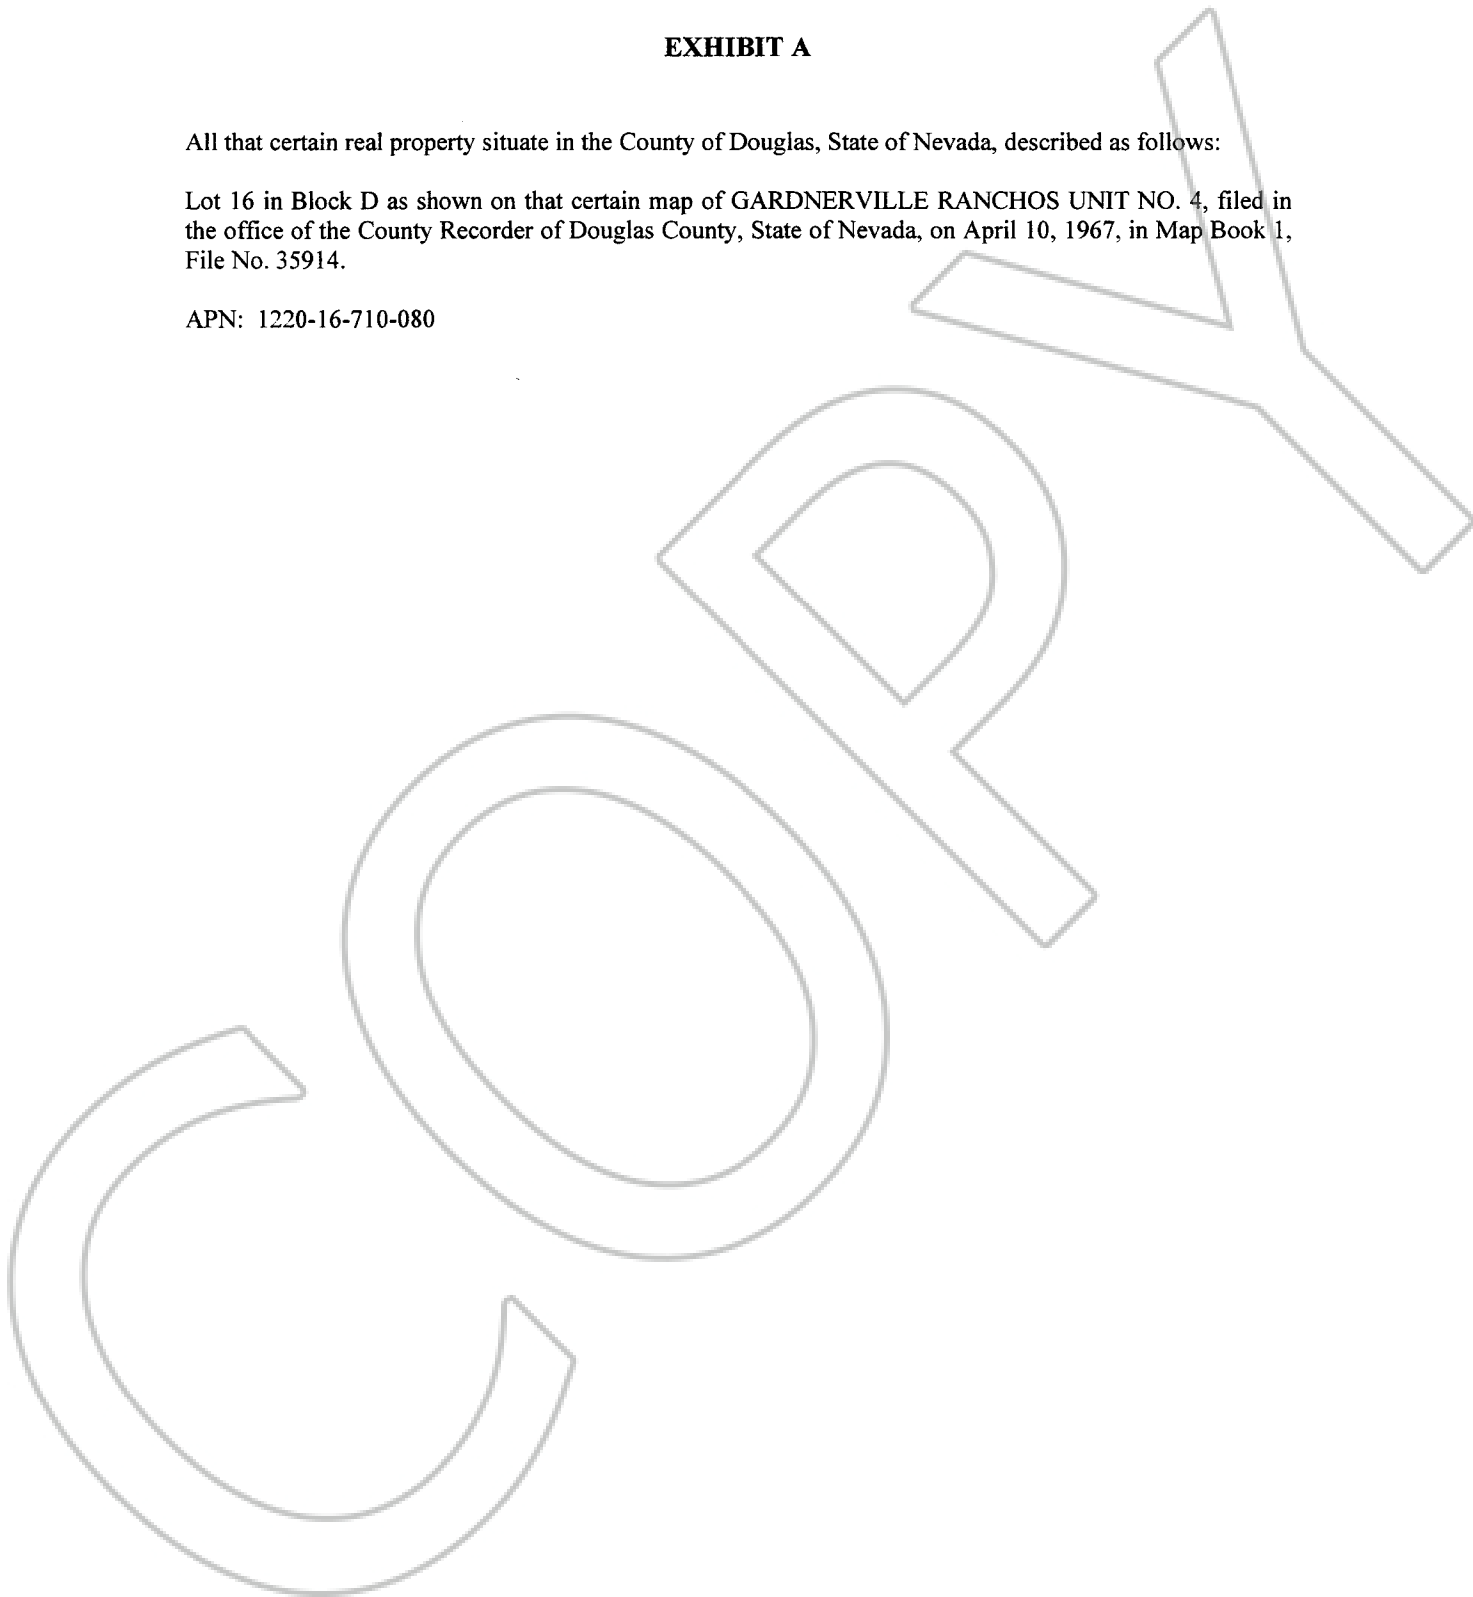 EXHIBIT A
All that certain real property situate in the County of Douglas, State of Nevada, described as follows:
Lot 16 in Block D as shown on that certain map of GARDNERVILLE RANCHOS UNIT NO. 4, filed in
the office of the County Recorder of Douglas County, State of Nevada, on April 10, 1967, in Map Book 1,
File No. 35914.
APN: 1220-16-710-080
COPY